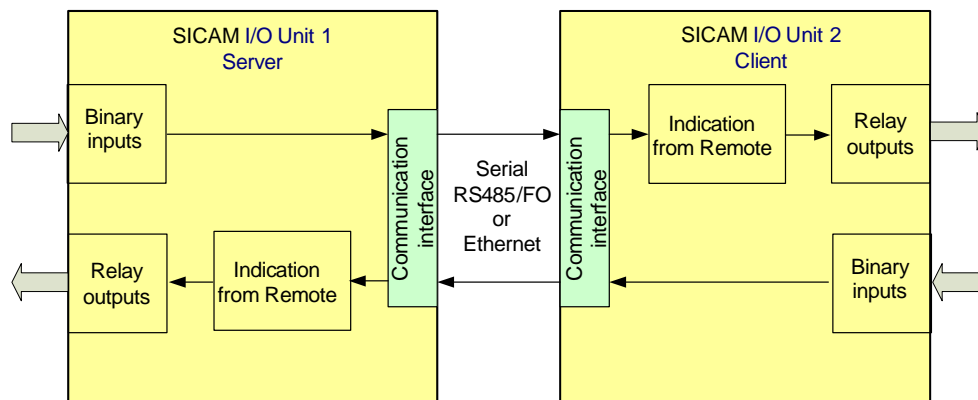 SICAM I/O Unit 1
Server
Binary
inputs
Relay
outputs
Indication
from Remote
Communication
interface
Serial
RS485/FO
or
Ethernet
SICAM I/O Unit 2
Client
Communication
interface
Indication
from Remote
Relay
outputs
Binary
inputs